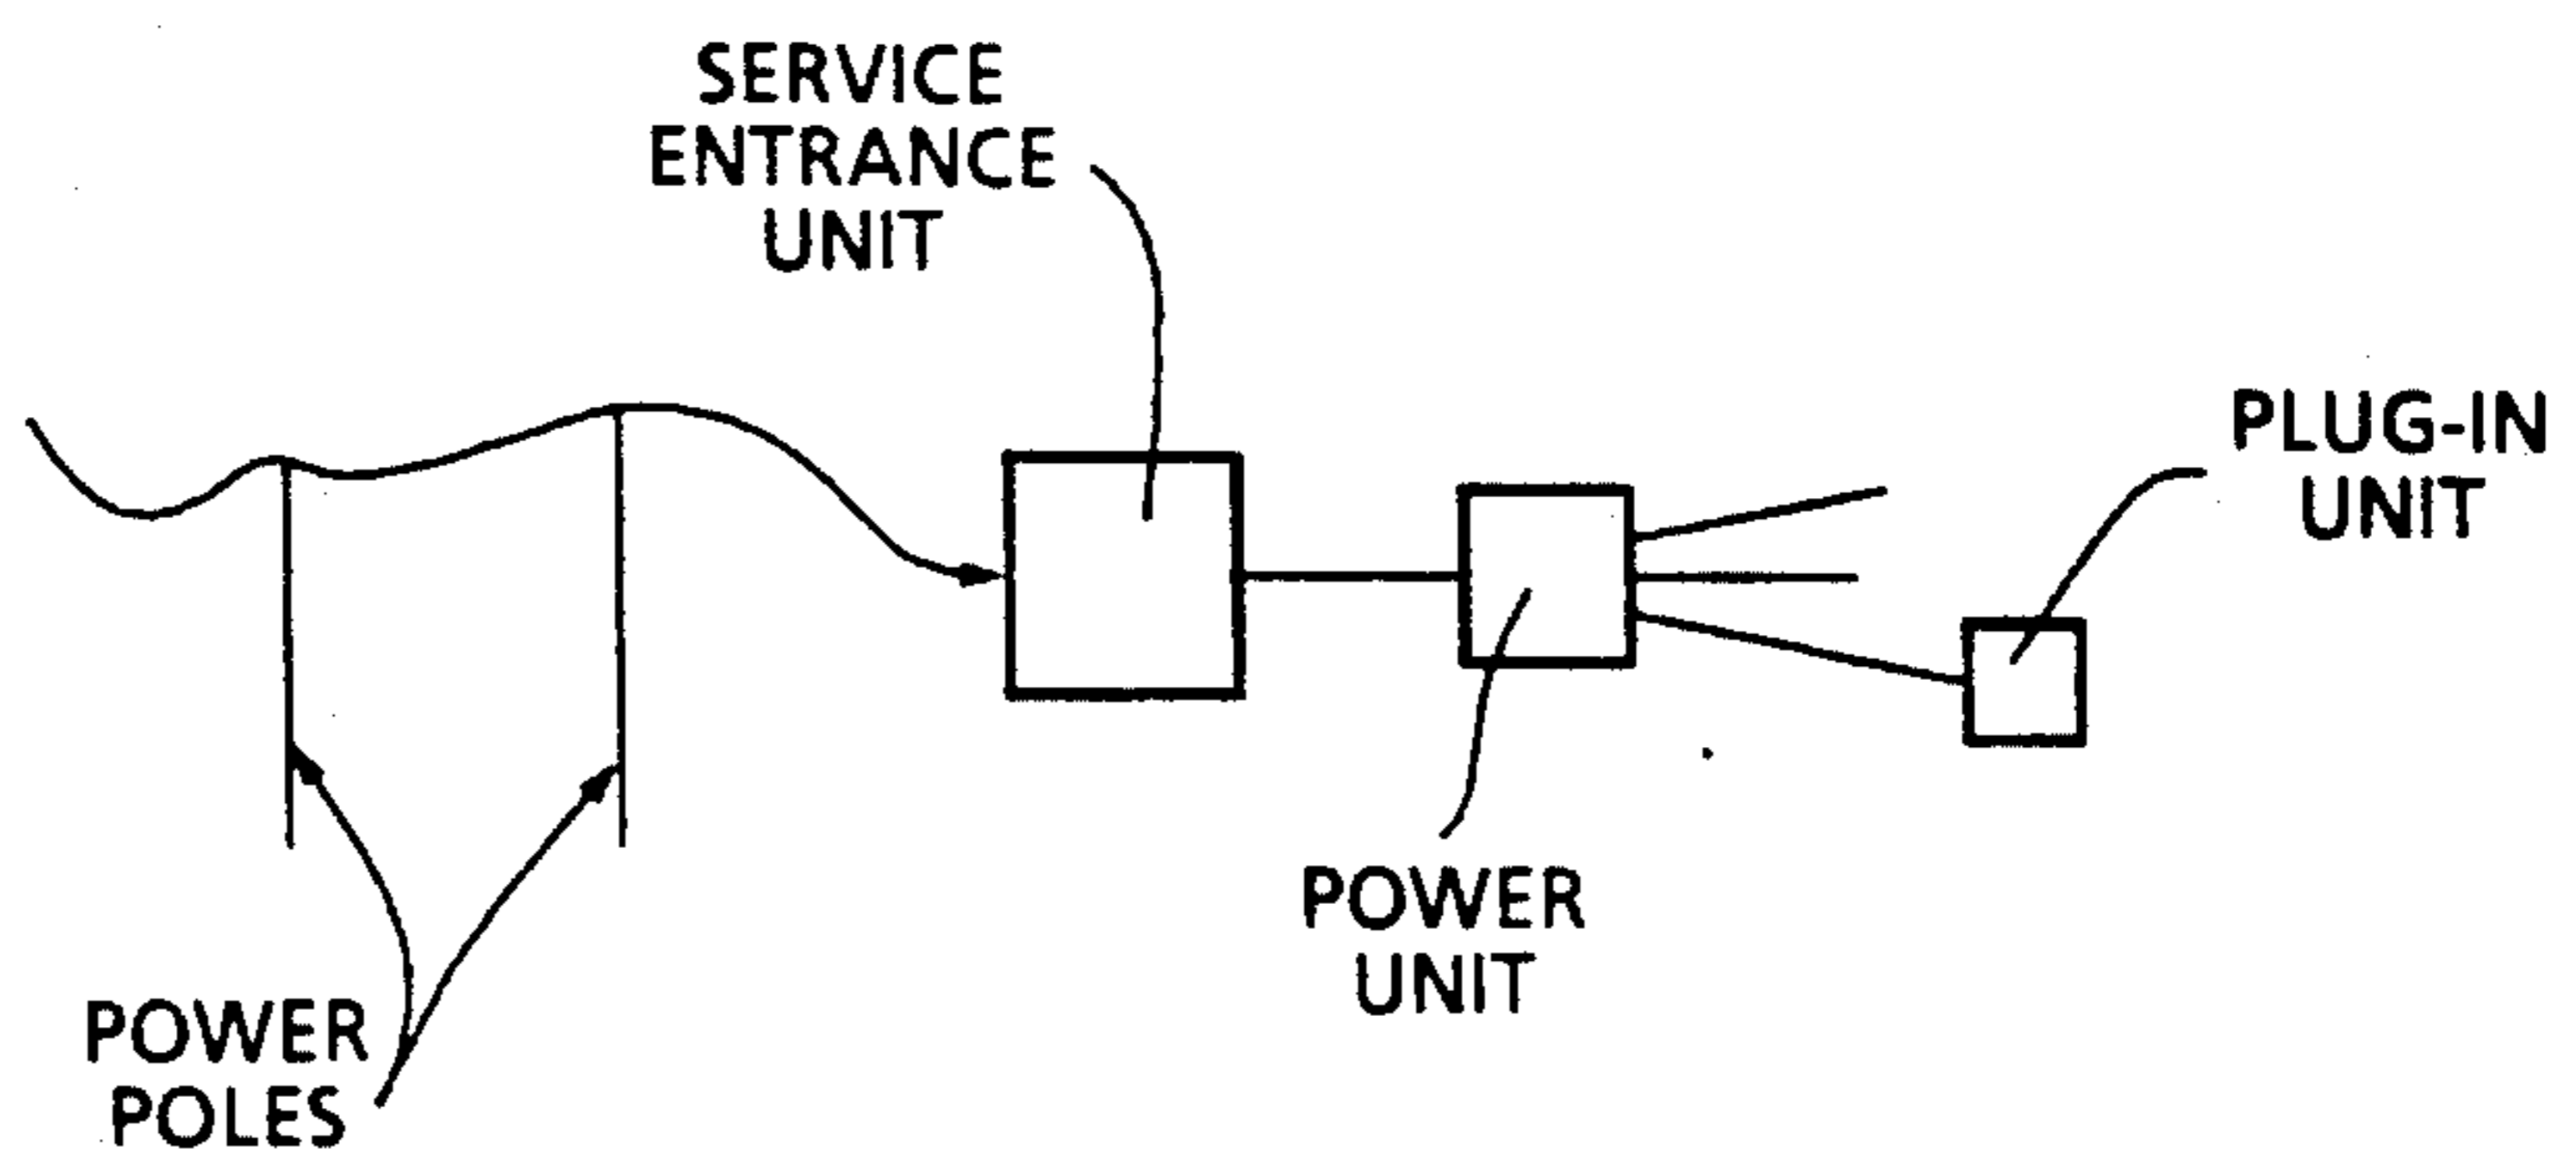 SERVICE
ENTRANCE
UNIT
PLUG-IN
UNIT
POWER
UNIT
POWER
POLES